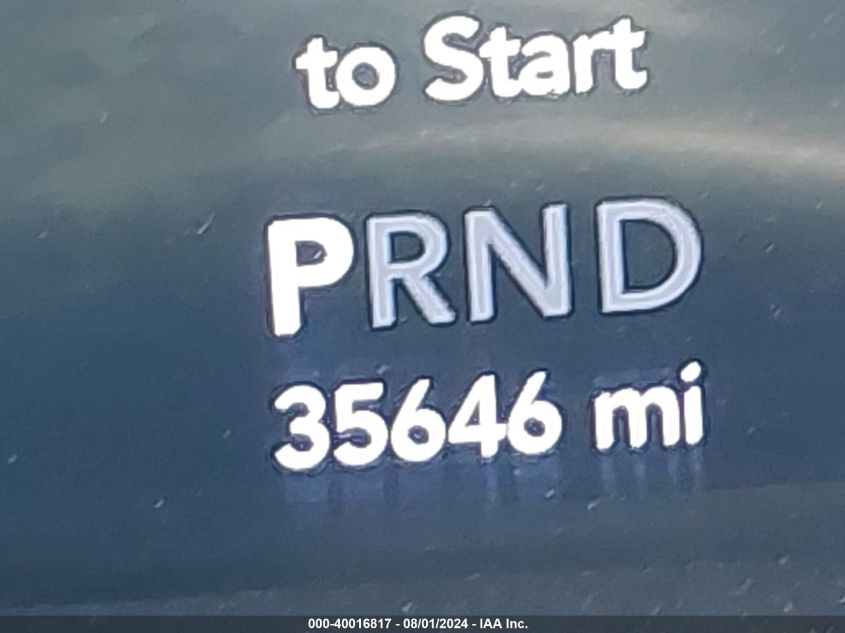 to Start
PRND
35646 mi
000-40016817 - 08/01/2024 - IAA Inc.